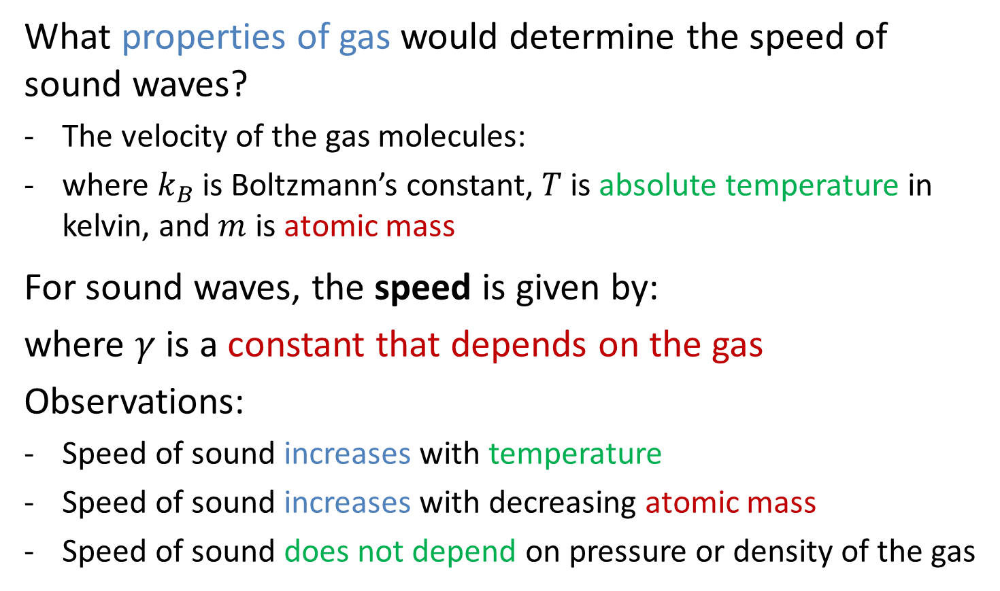 What properties of gas would determine the speed of
sound waves?
- The velocity of the gas molecules:
- where k_B is Boltzmann’s constant, T is absolute temperature in
kelvin, and m is atomic mass
For sound waves, the speed is given by:
where γ is a constant that depends on the gas
Observations:
- Speed of sound increases with temperature
- Speed of sound increases with decreasing atomic mass
- Speed of sound does not depend on pressure or density of the gas